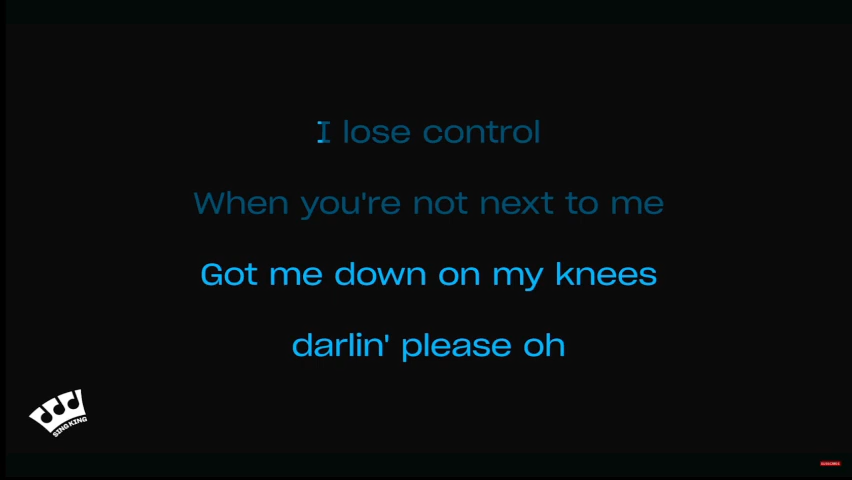 I lose control
When you're not next to me
Got me down on my knees
darlin' please oh
SING KING
SUBSCRIBE